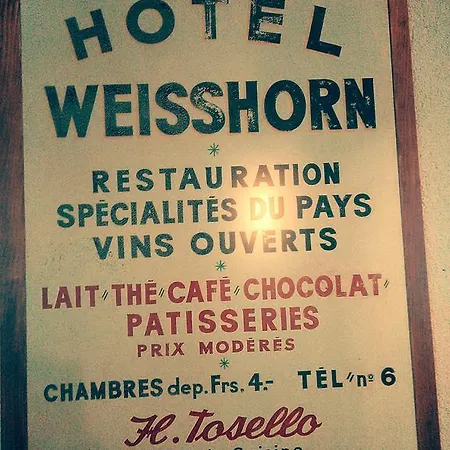 HOTEL
WEISSHORN
*
RESTAURATION
SPÉCIALITÉS DU PAYS
VINS OUVERTS
*
LAIT "THÉ "CAFÉ "CHOCOLAT"
PATISSERIES
PRIX MODÉRÉS
*
CHAMBRES dep. Frs. 4.- TÉL "nº 6
H. Tosello